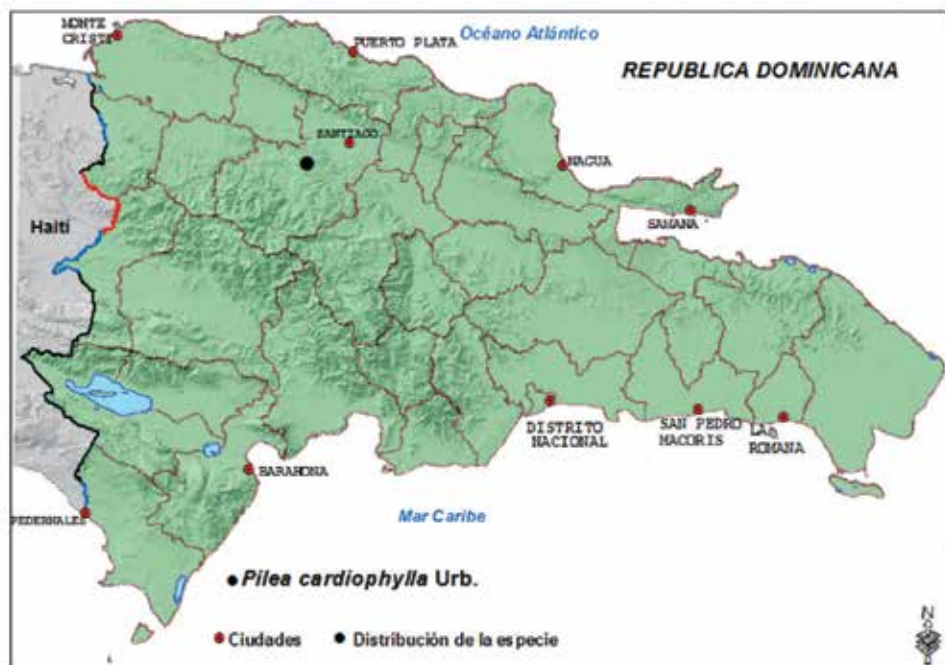 MONTE
CRISTI
Océano Atlántico
PUERTO PLATA
REPUBLICA DOMINICANA
SANTIAGO
NAGUA
SAMANA
Haití
DISTRITO
NACIONAL
SAN PEDRO
MACORIS
LA
ROMANA
BARAHONA
PEDERNALES
Mar Caribe
• Pilea cardiophylla Urb.
Ciudades
Distribución de la especie
N